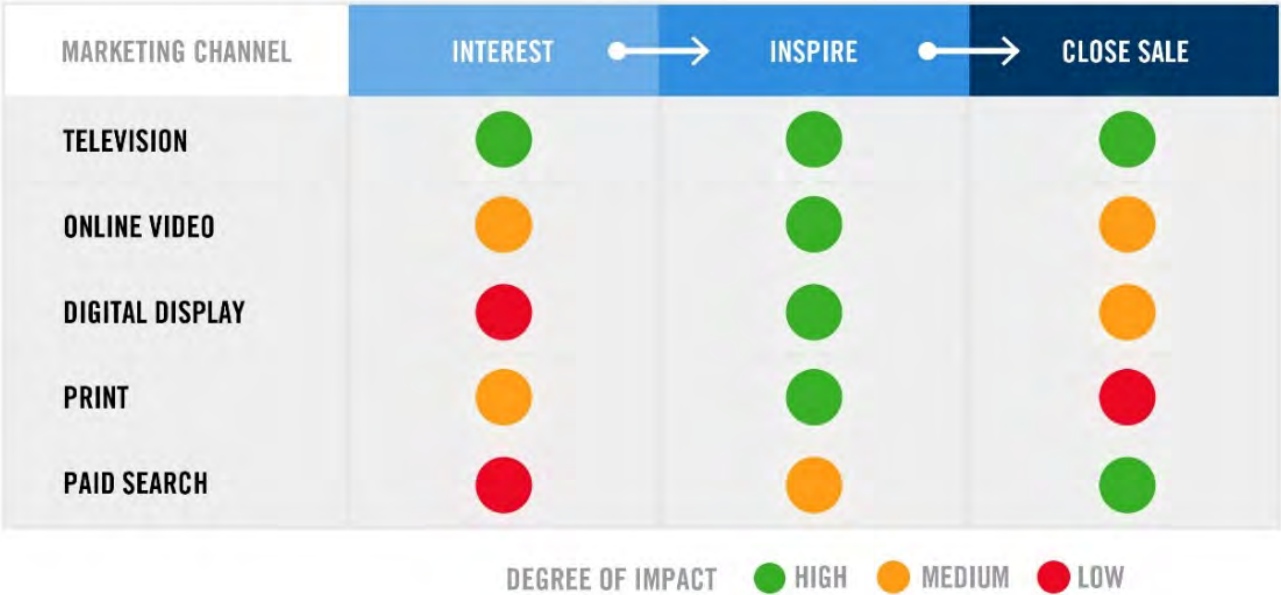 MARKETING CHANNEL INTEREST INSPIRE CLOSE SALE
TELEVISION
ONLINE VIDEO
DIGITAL DISPLAY
PRINT
PAID SEARCH
DEGREE OF IMPACT HIGH MEDIUM LOW